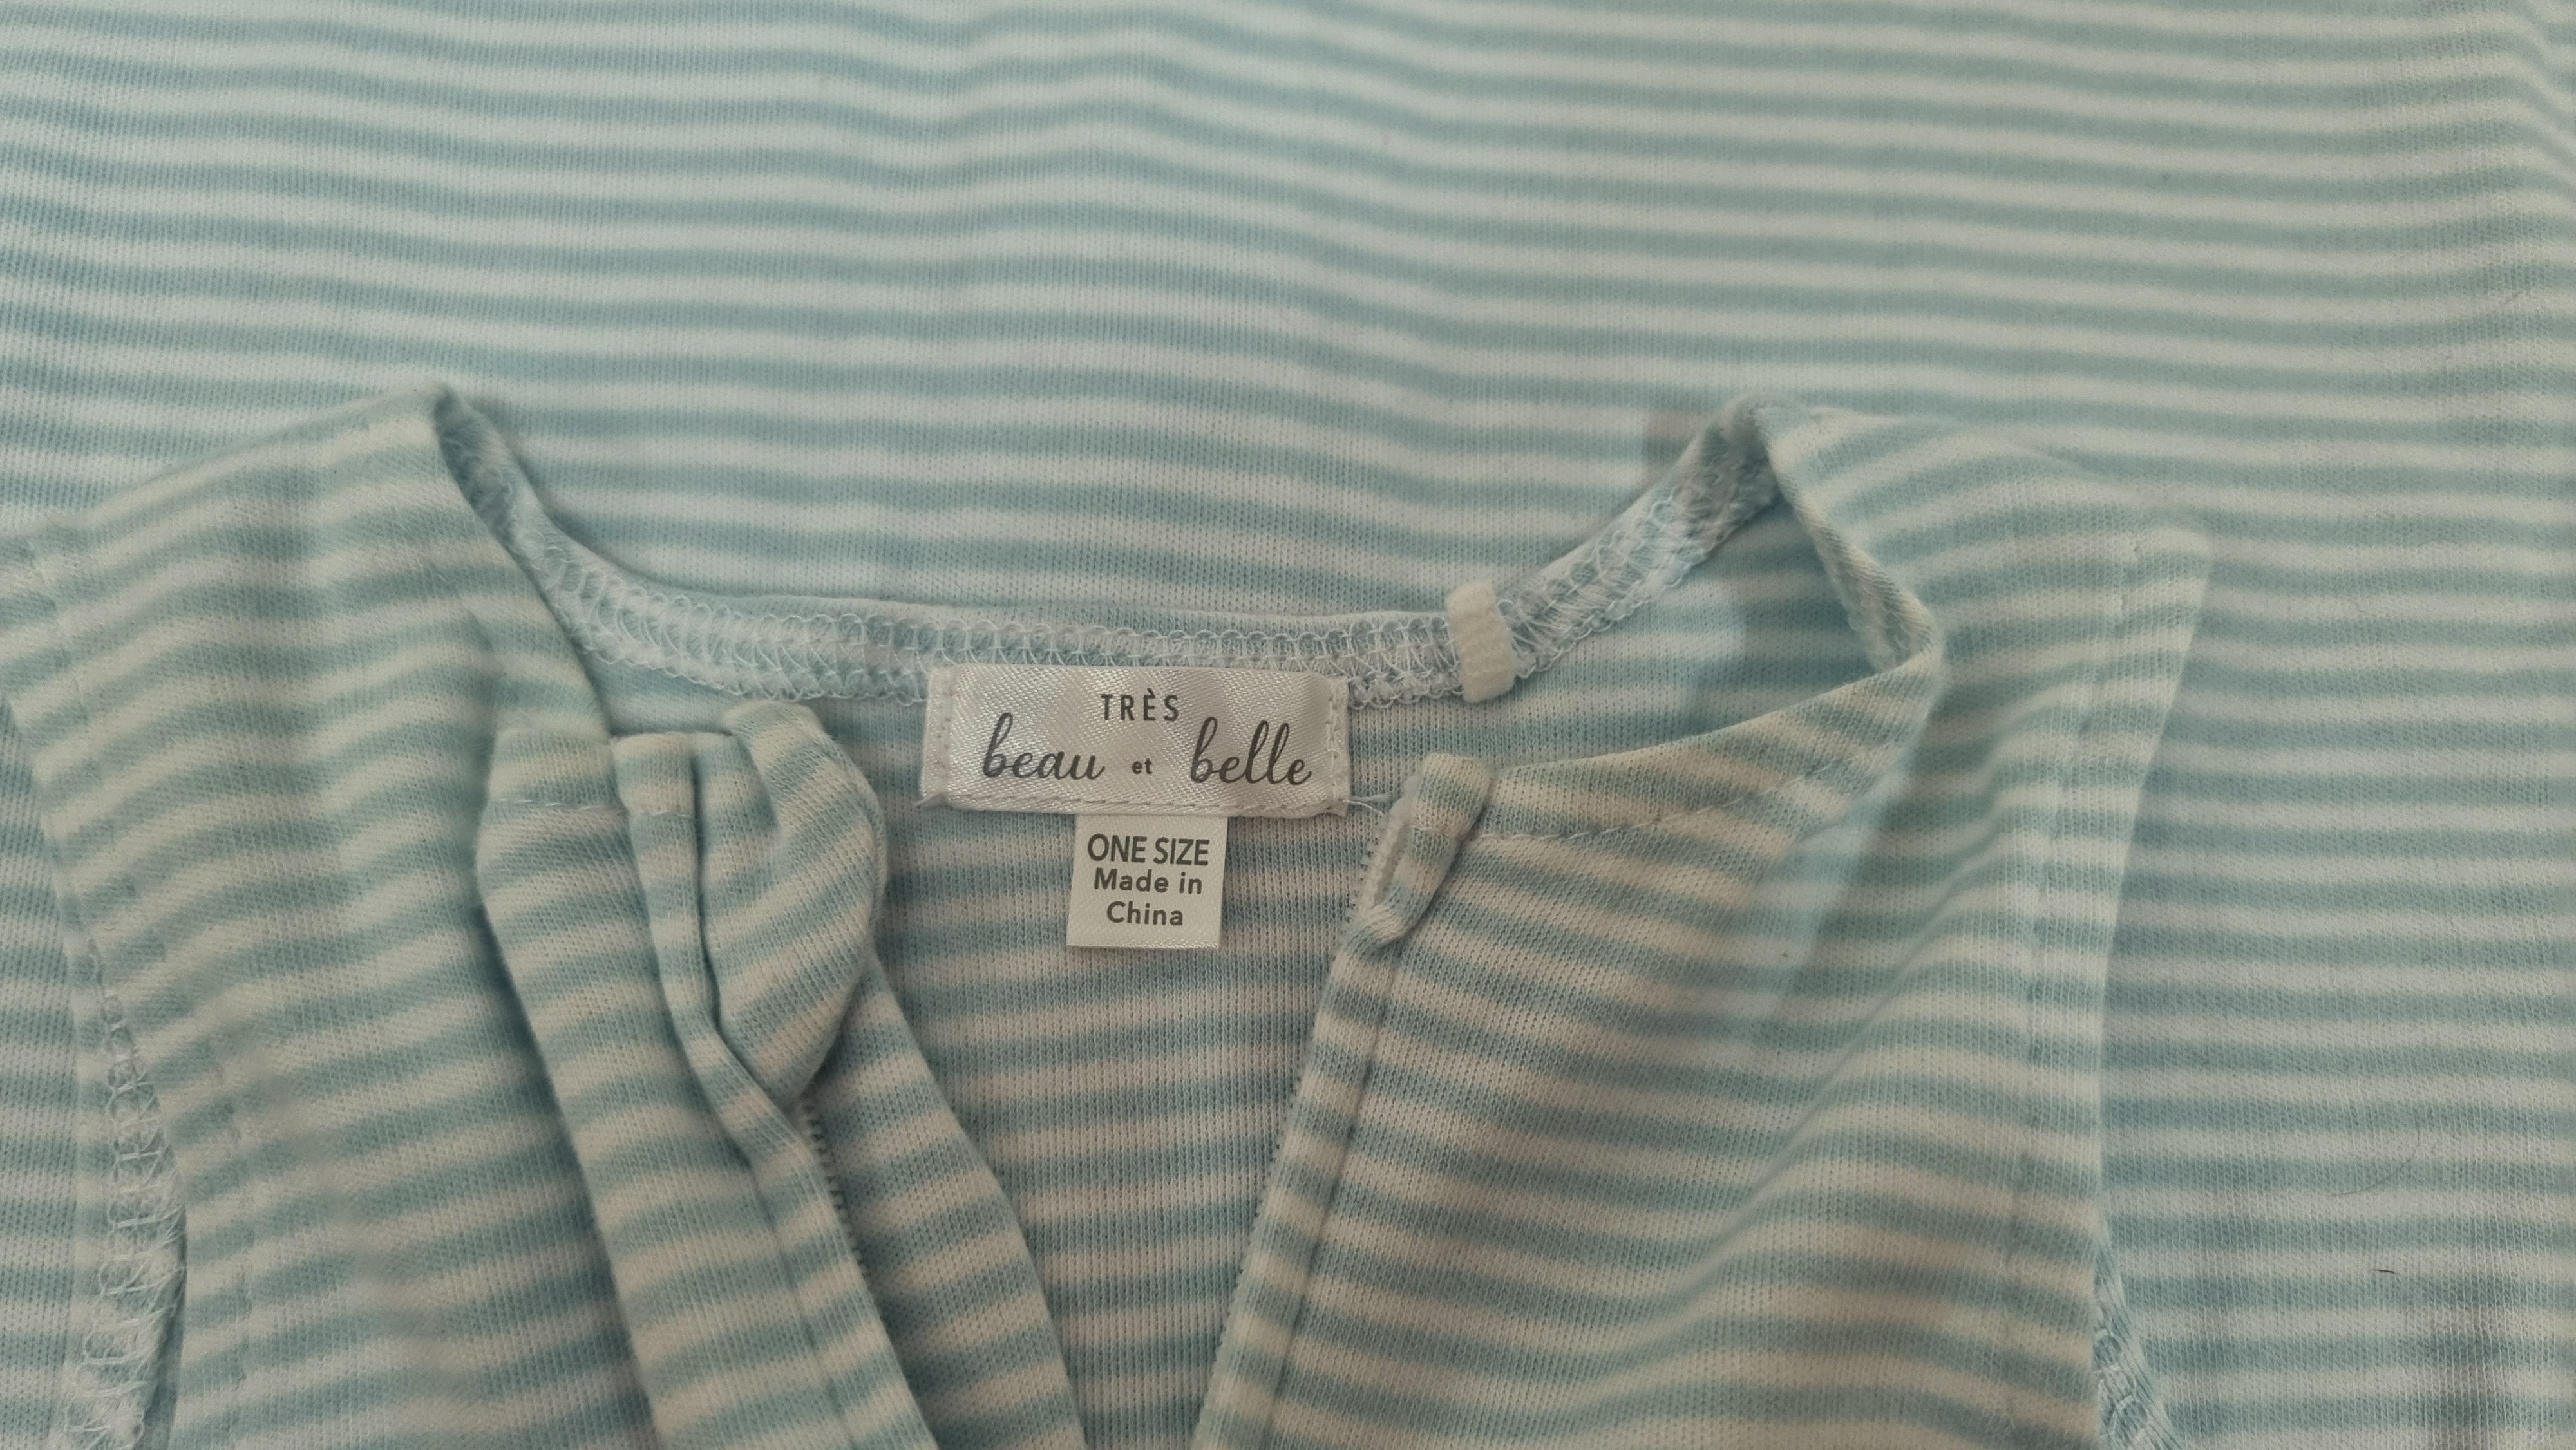 TRÈS
beau et belle
ONE SIZE
Made in
China